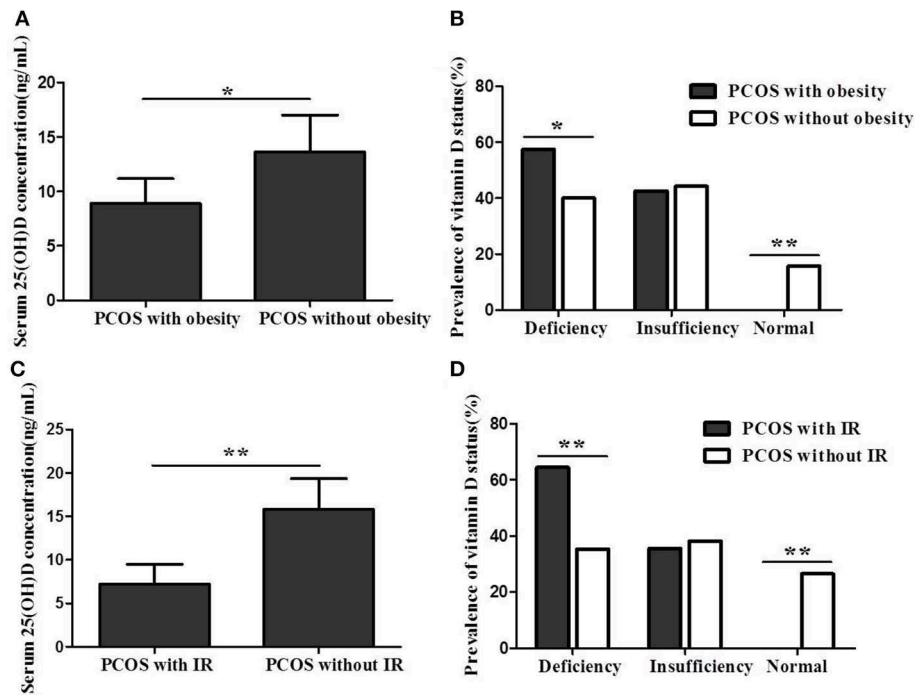 A
Serum 25(OH)D concentration(ng/mL)
20
15
10
5
0
*
PCOS with obesity
PCOS without obesity
B
Prevalence of vitamin D status(%)
80
60
40
20
0
PCOS with obesity
PCOS without obesity
*
**
Deficiency
Insufficiency
Normal
C
Serum 25(OH)D concentration(ng/mL)
25
20
15
10
5
0
**
PCOS with IR
PCOS without IR
D
Prevalence of vitamin D status(%)
80
60
40
20
0
PCOS with IR
PCOS without IR
**
**
Deficiency
Insufficiency
Normal